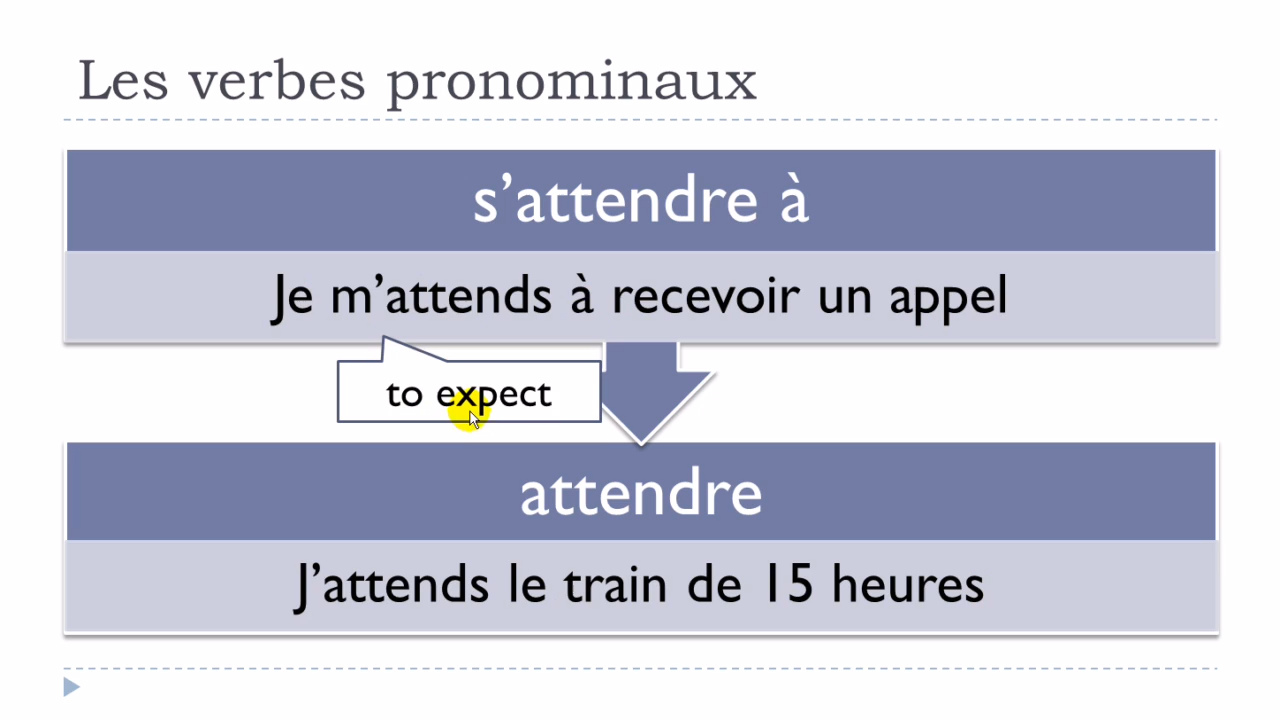 Les verbes pronominaux
s’attendre à
Je m’attends à recevoir un appel
to expect
attendre
J’attends le train de 15 heures